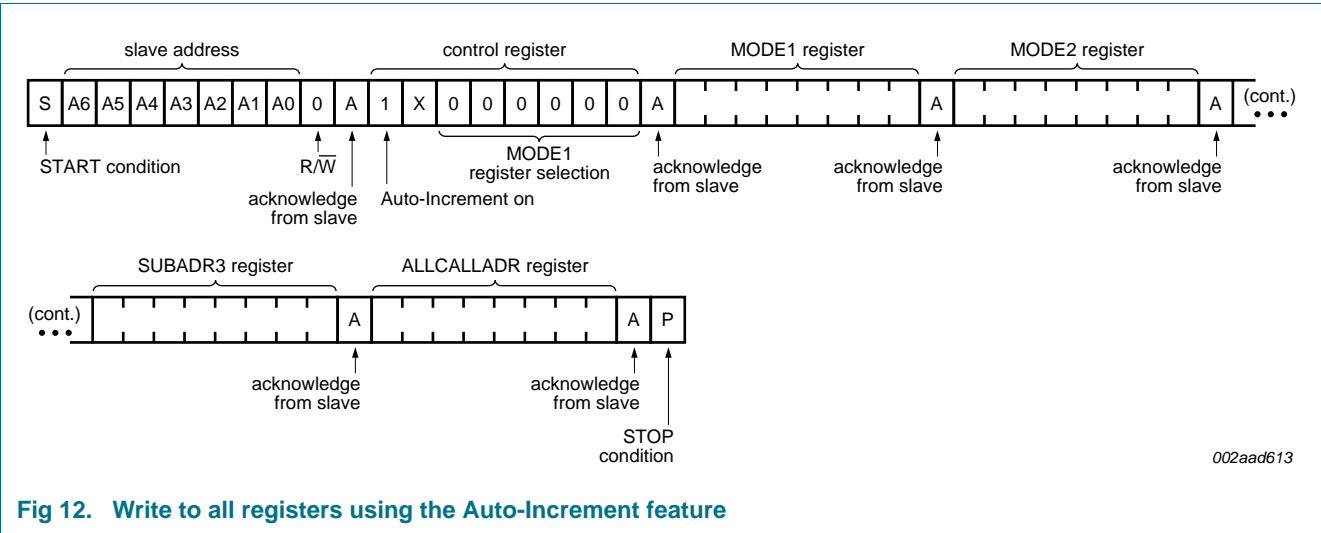 slave address control register MODE1 register MODE2 register
S A6 A5 A4 A3 A2 A1 A0 0 A 1 X 0 0 0 0 0 0 A A A (cont.)
START condition R/W̅ MODE1 register selection acknowledge from slave acknowledge from slave acknowledge from slave
acknowledge from slave Auto-Increment on
SUBADR3 register ALLCALLADR register
(cont.) A A P
acknowledge from slave acknowledge from slave
STOP condition
002aad613
Fig 12. Write to all registers using the Auto-Increment feature